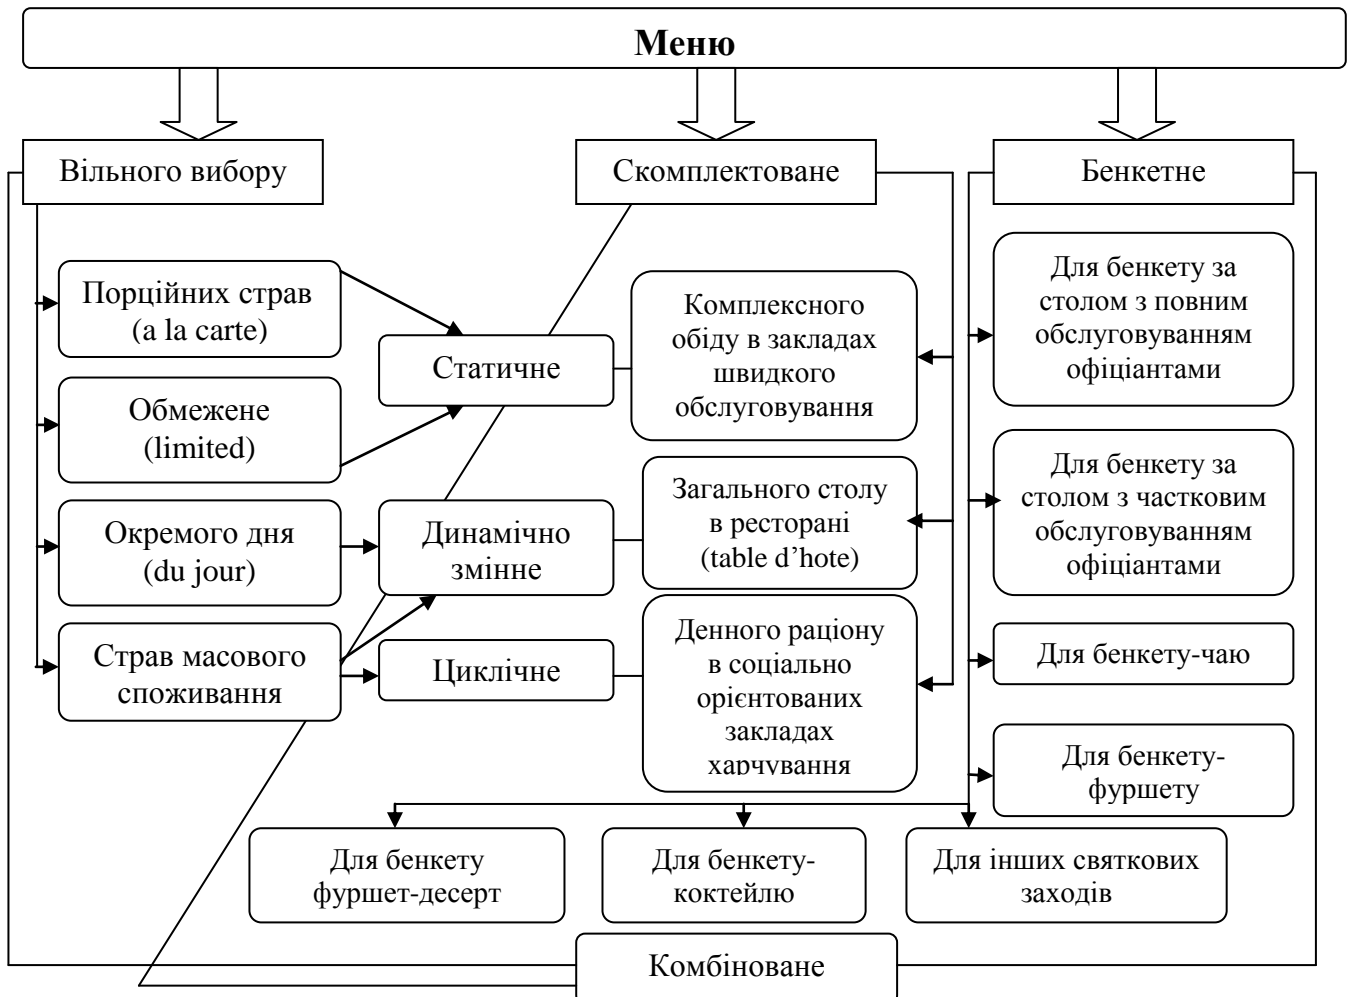 Меню
Вільного вибору
Скомплектоване
Бенкетне
Порційних страв
(a la carte)
Обмежене
(limited)
Окремого дня
(du jour)
Страв масового
споживання
Статичне
Динамічно
змінне
Циклічне
Комплексного
обіду в закладах
швидкого
обслуговування
Загального столу
в ресторані
(table d’hote)
Денного раціону
в соціально
орієнтованих
закладах
харчування
Для бенкету за
столом з повним
обслуговуванням
офіціантами
Для бенкету за
столом з частковим
обслуговуванням
офіціантами
Для бенкету-чаю
Для бенкету-
фуршету
Для бенкету
фуршет-десерт
Для бенкету-
коктейлю
Для інших святкових
заходів
Комбіноване